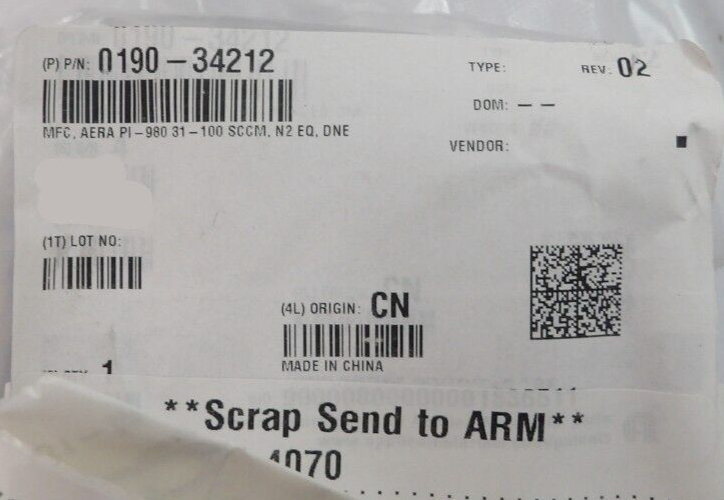 (P) P/N: 0190-34212
TYPE:
REV: 02
MFC, AERA PI-980 31-100 SCCM, N2 EQ, DNE
DOM: --
VENDOR:
(1T) LOT NO:
(4L) ORIGIN: CN
MADE IN CHINA
1
**Scrap Send to ARM**
4070